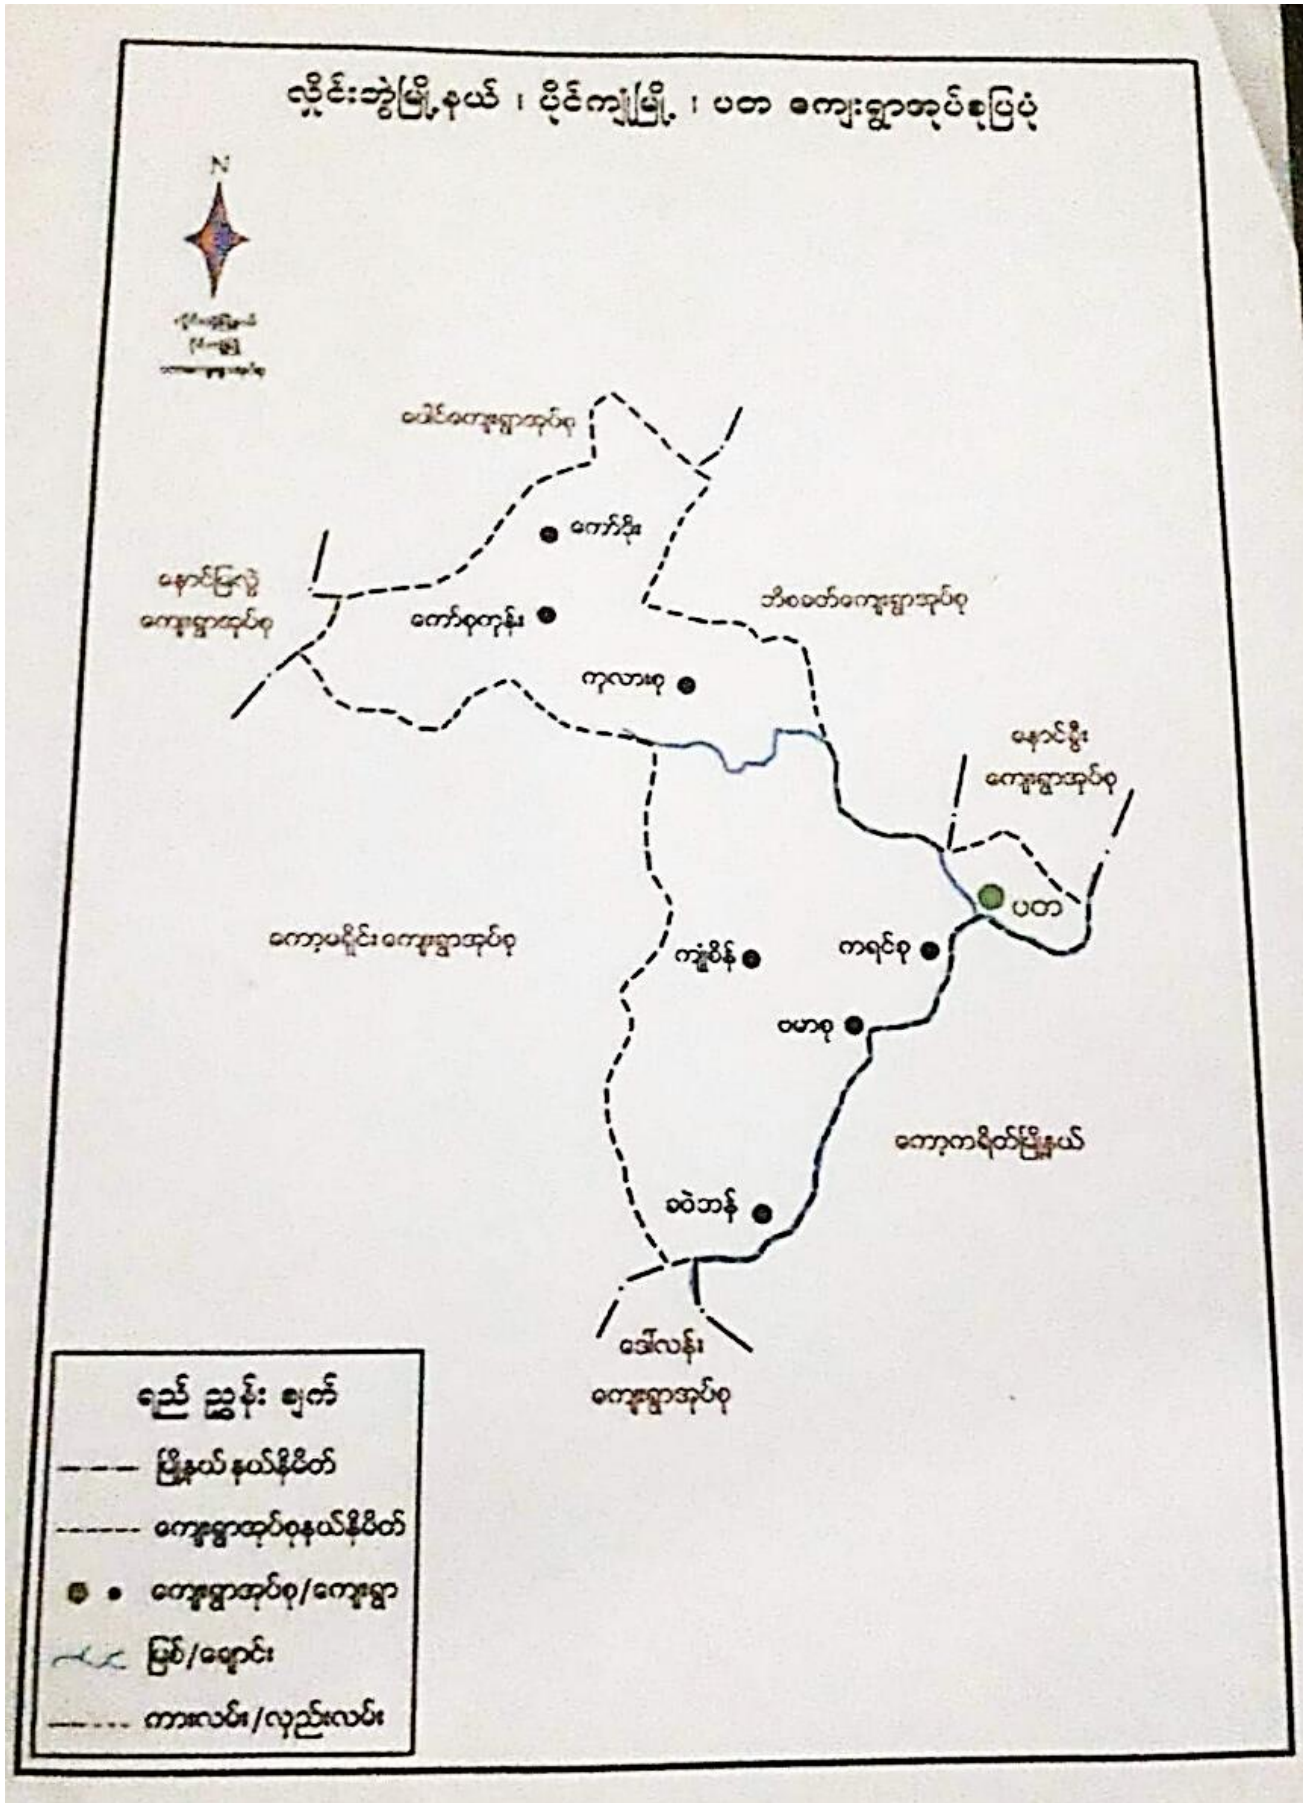 လှိုင်းဘွဲမြို့နယ် ၊ ပိုင်ကျုံမြို့ ၊ ပတ ကျေးရွာအုပ်စုပြပုံ
N
ပေါင်ကျေးရွာအုပ်စု
ကော်ဒိုး
နောင်မြလွဲ
ကျေးရွာအုပ်စု
ဘိစခတ်ကျေးရွာအုပ်စု
ကော်စုကုန်း
ကုလားစု
နောင်ခွီး
ကျေးရွာအုပ်စု
ပတ
ကော့မရှိုင်းကျေးရွာအုပ်စု
ကျုံစိန်
ကရင်စု
ဗမာစု
ကော့ကရိတ်မြို့နယ်
ခဝဲဘန်
ဒေါ်လန်း
ကျေးရွာအုပ်စု
ရည် ညွှန်း ချက်
မြို့နယ်နယ်နိမိတ်
ကျေးရွာအုပ်စုနယ်နိမိတ်
ကျေးရွာအုပ်စု/ကျေးရွာ
မြစ်/ချောင်း
ကားလမ်း/လှည်းလမ်း